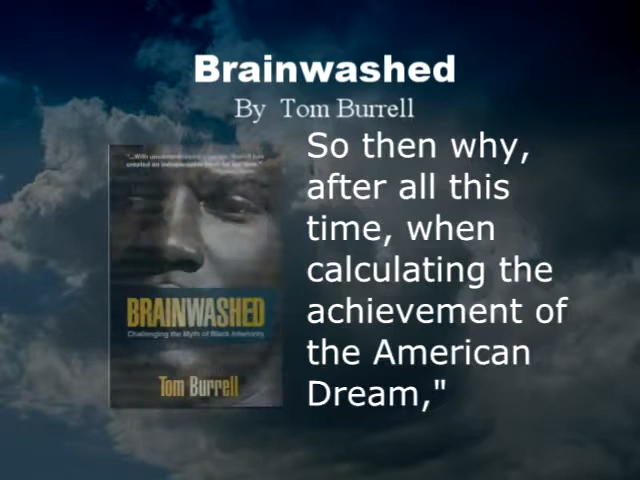 Brainwashed
By Tom Burrell
So then why,
after all this
time, when
calculating the
achievement of
the American
Dream,"
BRAINWASHED
Challenging the Myth of Black Inferiority
Tom Burrell